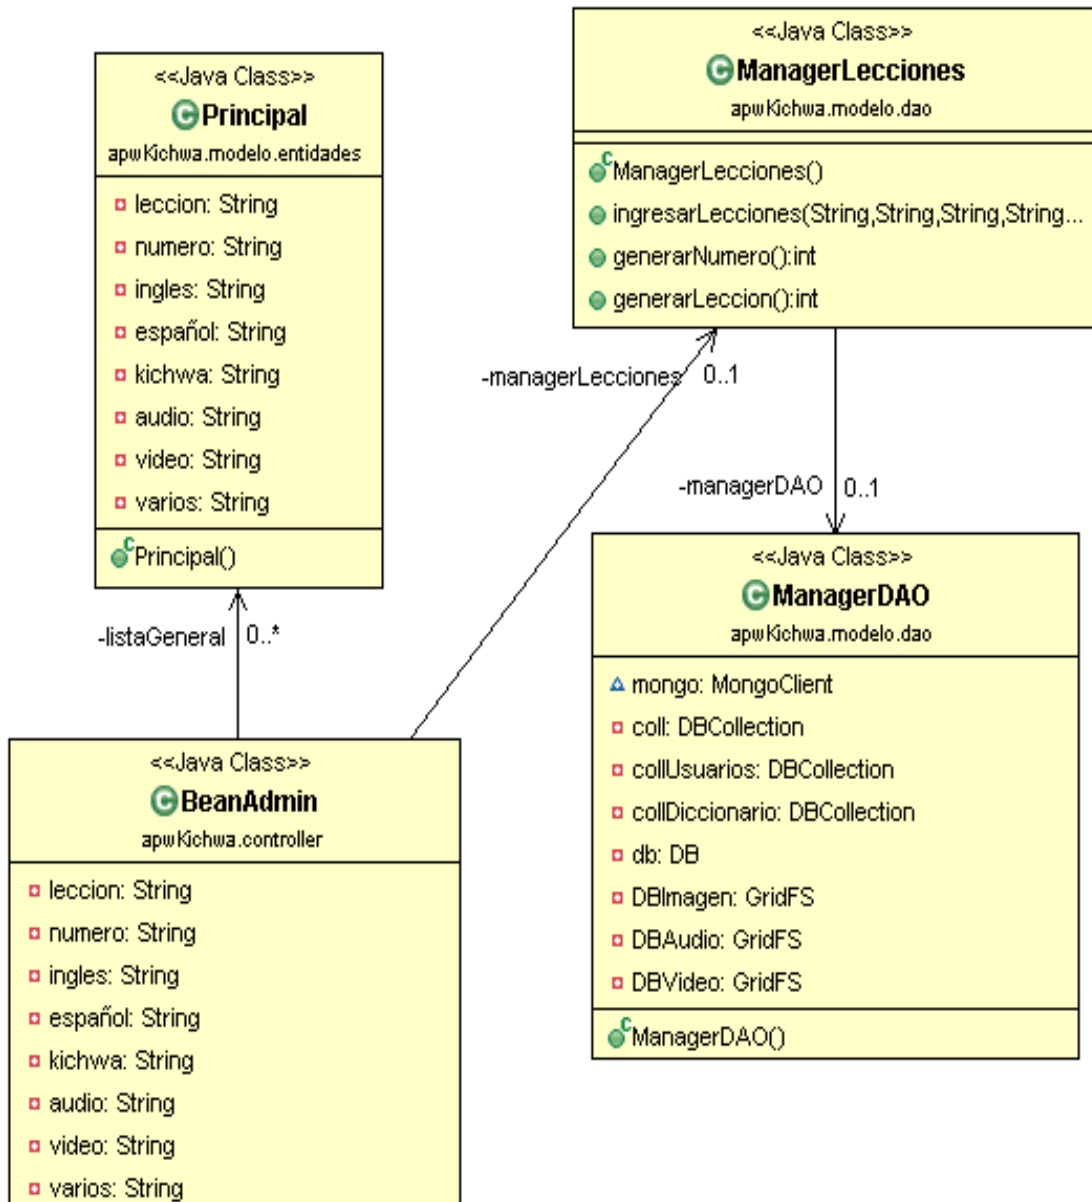 <<Java Class>>
Principal
apwKichwa.modelo.entidades
leccion: String
numero: String
ingles: String
español: String
kichwa: String
audio: String
video: String
varios: String
Principal()
<<Java Class>>
ManagerLecciones
apwKichwa.modelo.dao
ManagerLecciones()
ingresarLecciones(String,String,String,String...
generarNumero():int
generarLeccion():int
-managerLecciones 0..1
-managerDAO 0..1
-listaGeneral 0..*
<<Java Class>>
ManagerDAO
apwKichwa.modelo.dao
mongo: MongoClient
coll: DBCollection
collUsuarios: DBCollection
collDiccionario: DBCollection
db: DB
DBImagen: GridFS
DBAudio: GridFS
DBVideo: GridFS
ManagerDAO()
<<Java Class>>
BeanAdmin
apwKichwa.controller
leccion: String
numero: String
ingles: String
español: String
kichwa: String
audio: String
video: String
varios: String